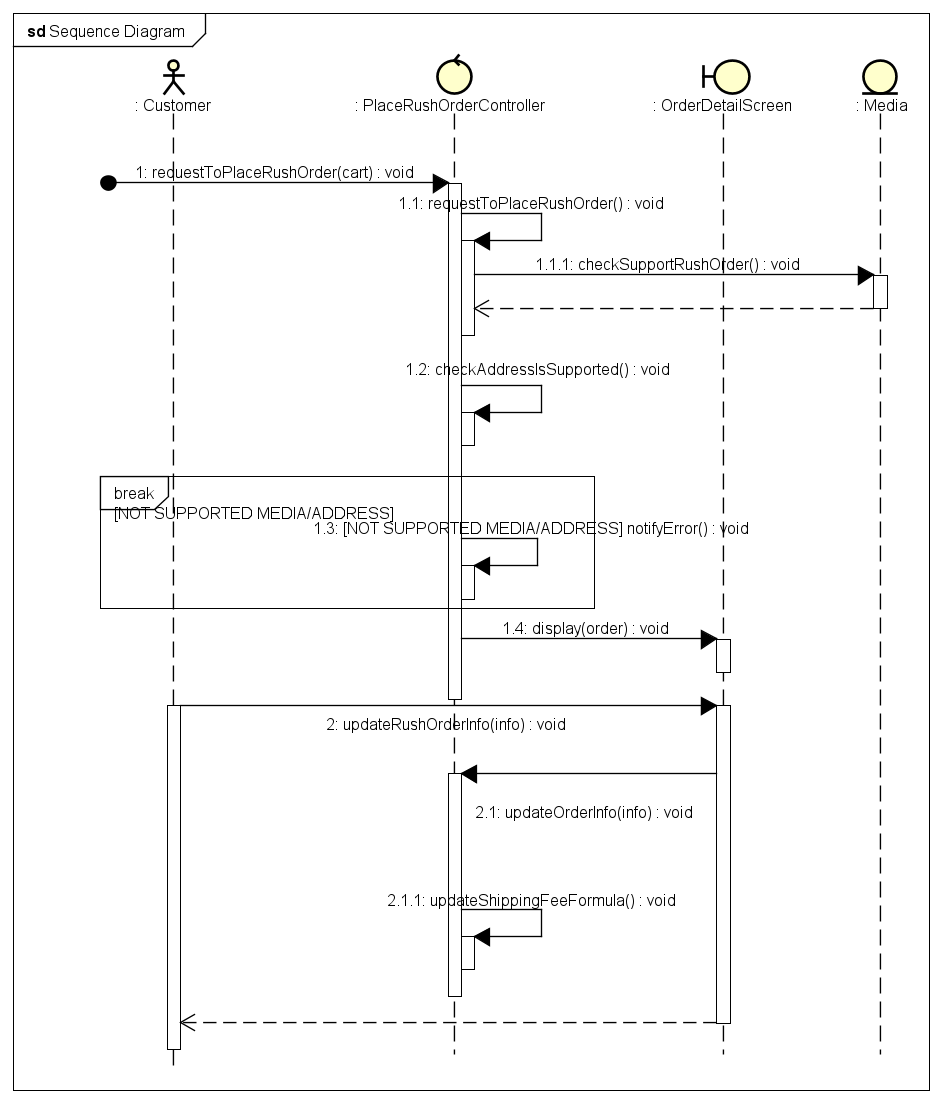 sd Sequence Diagram
: Customer
: PlaceRushOrderController
: OrderDetailScreen
: Media
1: requestToPlaceRushOrder(cart) : void
1.1: requestToPlaceRushOrder() : void
1.1.1: checkSupportRushOrder() : void
1.2: checkAddressIsSupported() : void
break
[NOT SUPPORTED MEDIA/ADDRESS]
1.3: [NOT SUPPORTED MEDIA/ADDRESS] notifyError() : void
1.4: display(order) : void
2: updateRushOrderInfo(info) : void
2.1: updateOrderInfo(info) : void
2.1.1: updateShippingFeeFormula() : void